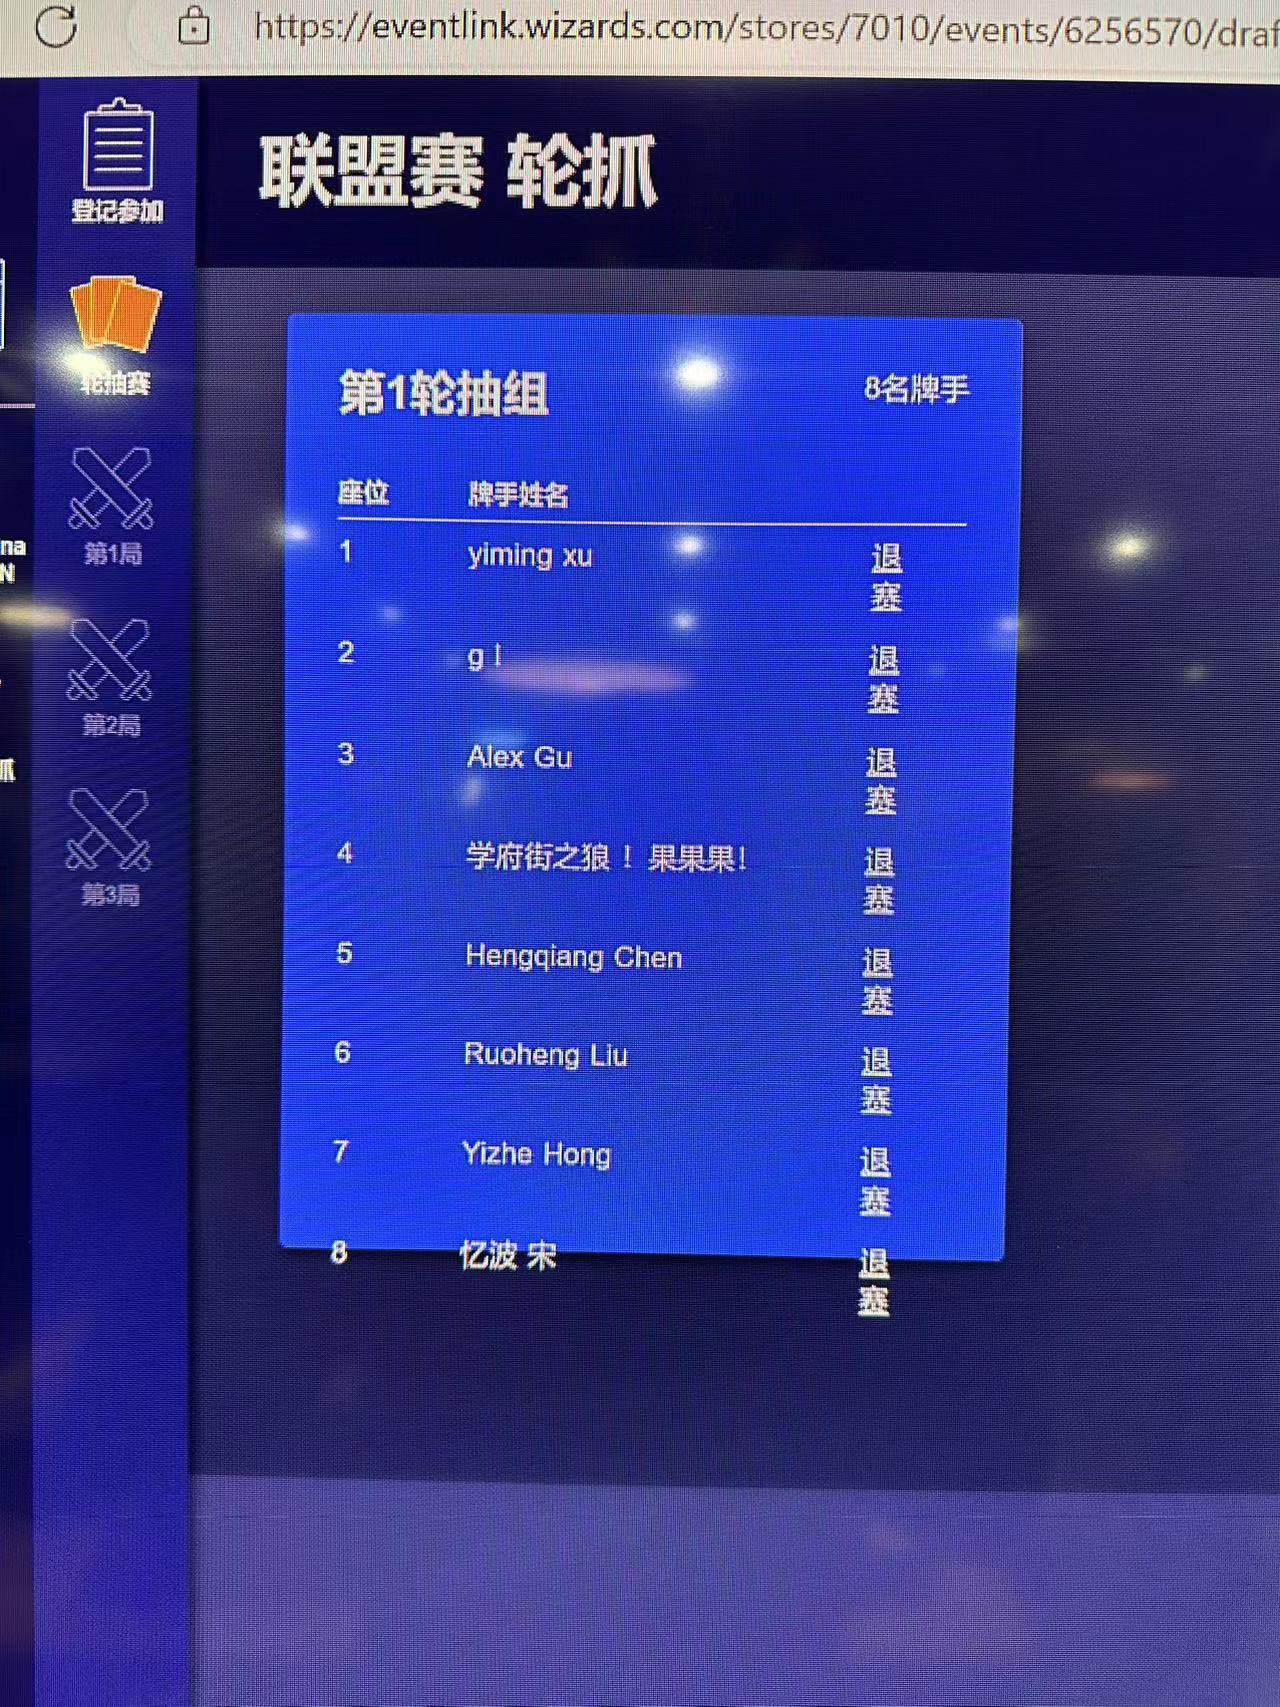 https://eventlink.wizards.com/stores/7010/events/6256570/draf
登记参加
联盟赛 轮抓
轮抽赛
第1轮抽组
8名牌手
座位 牌手姓名
1 yiming xu 退赛
2 g l 退赛
3 Alex Gu 退赛
4 学府街之狼！果果果！ 退赛
5 Hengqiang Chen 退赛
6 Ruoheng Liu 退赛
7 Yizhe Hong 退赛
8 忆波 宋 退赛
第1局
第2局
第3局
na
N
抓